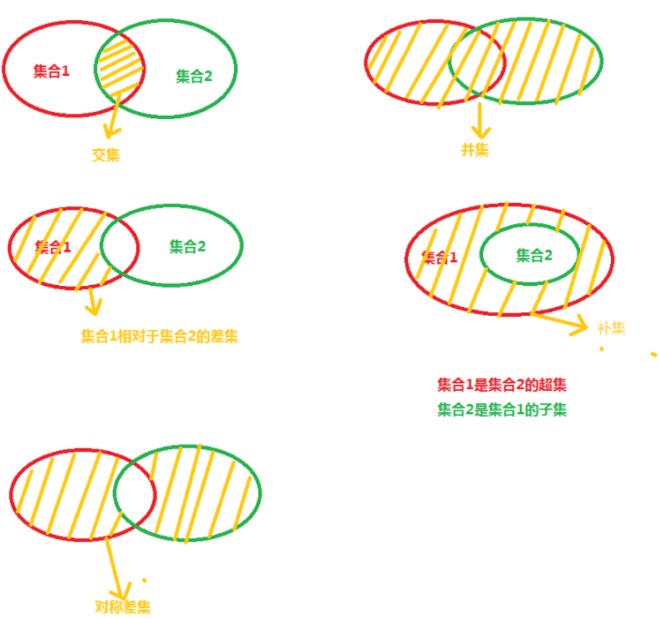 集合1
集合2
交集
并集
集合1
集合2
集合1相对于集合2的差集
集合1
集合2
补集
集合1是集合2的超集
集合2是集合1的子集
对称差集